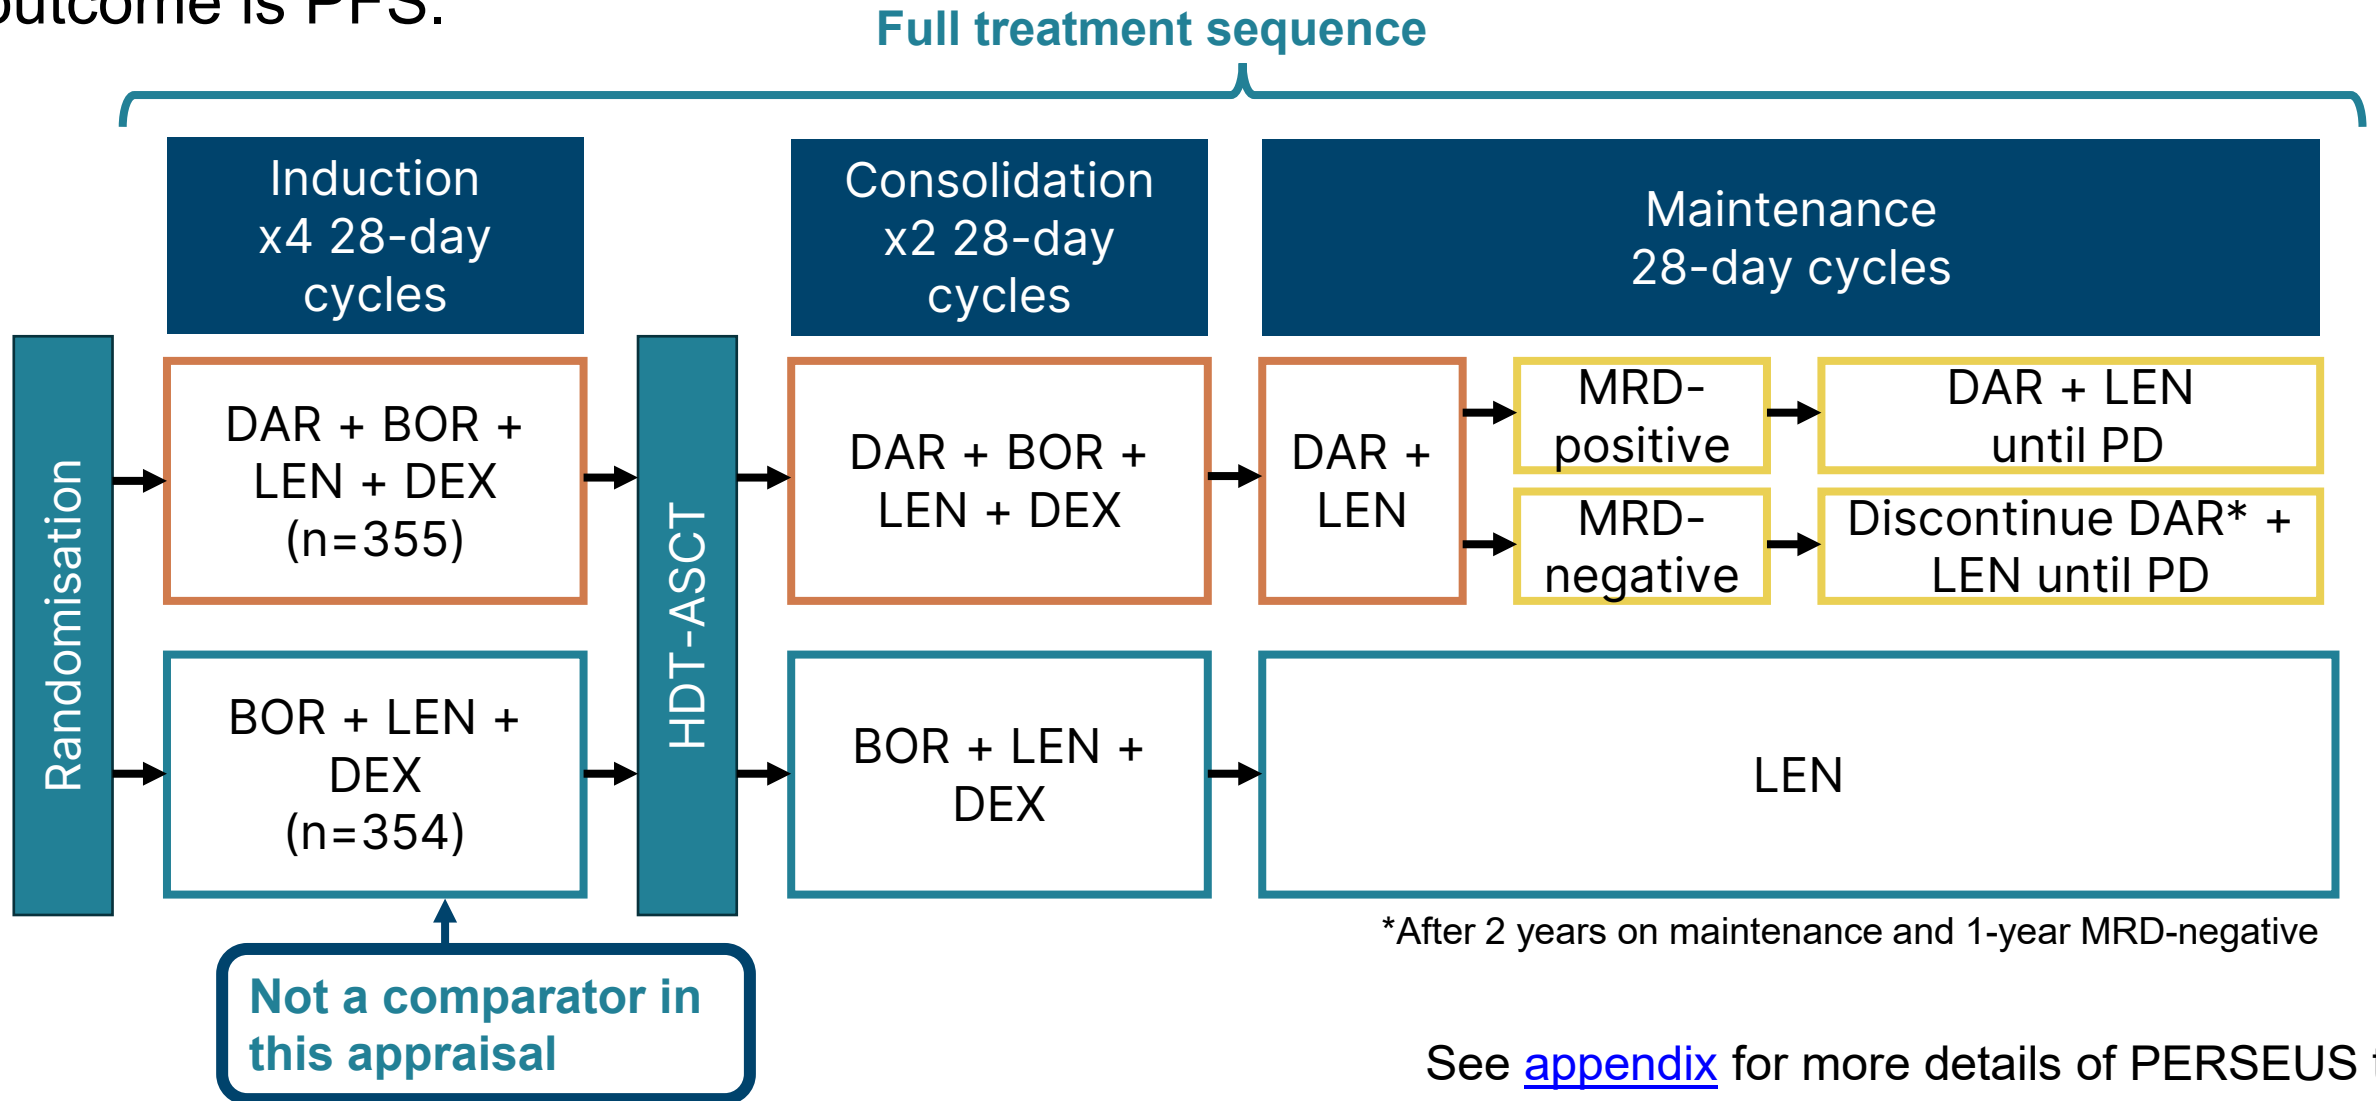 outcome is PFS.
Full treatment sequence
Induction
x4 28-day
cycles
Consolidation
x2 28-day
cycles
Maintenance
28-day cycles
Randomisation
DAR + BOR +
LEN + DEX
(n=355)
HDT-ASCT
DAR + BOR +
LEN + DEX
DAR +
LEN
MRD-
positive
DAR + LEN
until PD
MRD-
negative
Discontinue DAR* +
LEN until PD
BOR + LEN +
DEX
(n=354)
BOR + LEN +
DEX
LEN
*After 2 years on maintenance and 1-year MRD-negative
Not a comparator in
this appraisal
See appendix for more details of PERSEUS